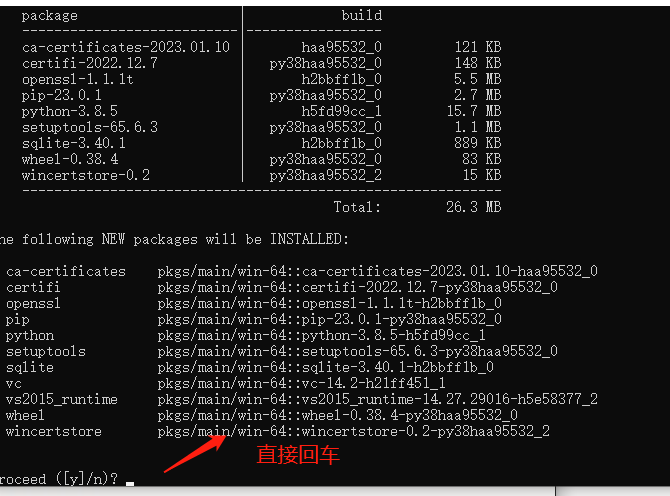 package | build
---------------------------|-----------------
ca-certificates-2023.01.10 | haa95532_0 121 KB
certifi-2022.12.7 | py38haa95532_0 148 KB
openssl-1.1.1t | h2bbff1b_0 5.5 MB
pip-23.0.1 | py38haa95532_0 2.7 MB
python-3.8.5 | h5fd99cc_1 15.7 MB
setuptools-65.6.3 | py38haa95532_0 1.1 MB
sqlite-3.40.1 | h2bbff1b_0 889 KB
wheel-0.38.4 | py38haa95532_0 83 KB
wincertstore-0.2 | py38haa95532_2 15 KB
------------------------------------------------------------
Total: 26.3 MB
he following NEW packages will be INSTALLED:
ca-certificates pkgs/main/win-64::ca-certificates-2023.01.10-haa95532_0
certifi pkgs/main/win-64::certifi-2022.12.7-py38haa95532_0
openssl pkgs/main/win-64::openssl-1.1.1t-h2bbff1b_0
pip pkgs/main/win-64::pip-23.0.1-py38haa95532_0
python pkgs/main/win-64::python-3.8.5-h5fd99cc_1
setuptools pkgs/main/win-64::setuptools-65.6.3-py38haa95532_0
sqlite pkgs/main/win-64::sqlite-3.40.1-h2bbff1b_0
vc pkgs/main/win-64::vc-14.2-h21ff451_1
vs2015_runtime pkgs/main/win-64::vs2015_runtime-14.27.29016-h5e58377_2
wheel pkgs/main/win-64::wheel-0.38.4-py38haa95532_0
wincertstore pkgs/main/win-64::wincertstore-0.2-py38haa95532_2
直接回车
roceed ([y]/n)? _